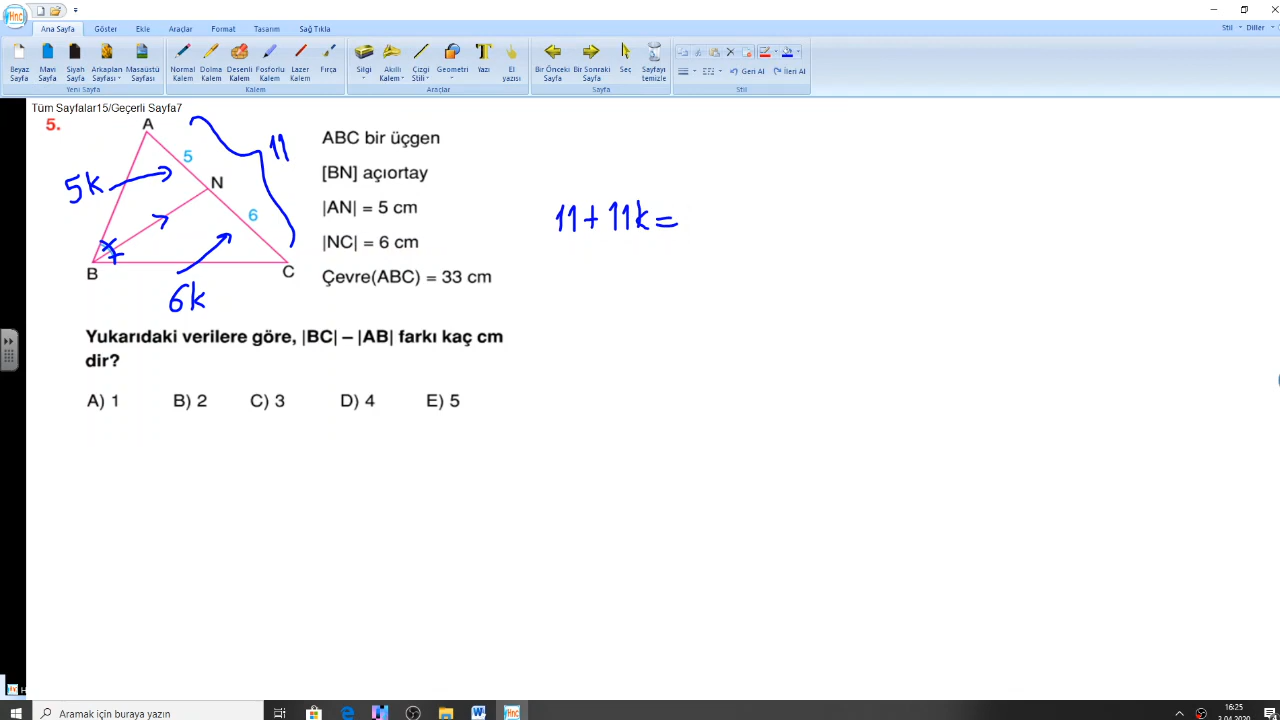 Ana Sayfa Göster Ekle Araçlar Format Tasarım Sağ Tıkla
Stil Diller
Beyaz Sayfa Mavi Sayfa Siyah Sayfa Arkaplan Sayfası Masaüstü Sayfası Normal Kalem Dolma Kalem Desenli Kalem Fosforlu Kalem Lazer Kalem Fırça Silgi Akıllı Kalem Çizgi Stili Geometri Yazı El yazısı Bir Önceki Sayfa Bir Sonraki Sayfa Seç Sayfayı temizle Geri Al İleri Al
Yeni Sayfa Kalem Araçlar Sayfa Stil
Tüm Sayfalar15/Geçerli Sayfa7
5.
A
5
N
6
B
C
5k
6k
11
ABC bir üçgen
[BN] açıortay
|AN| = 5 cm
|NC| = 6 cm
Çevre(ABC) = 33 cm
11+11k=
Yukarıdaki verilere göre, |BC| – |AB| farkı kaç cm
dir?
A) 1 B) 2 C) 3 D) 4 E) 5
Aramak için buraya yazın
16:25
3.04.2020